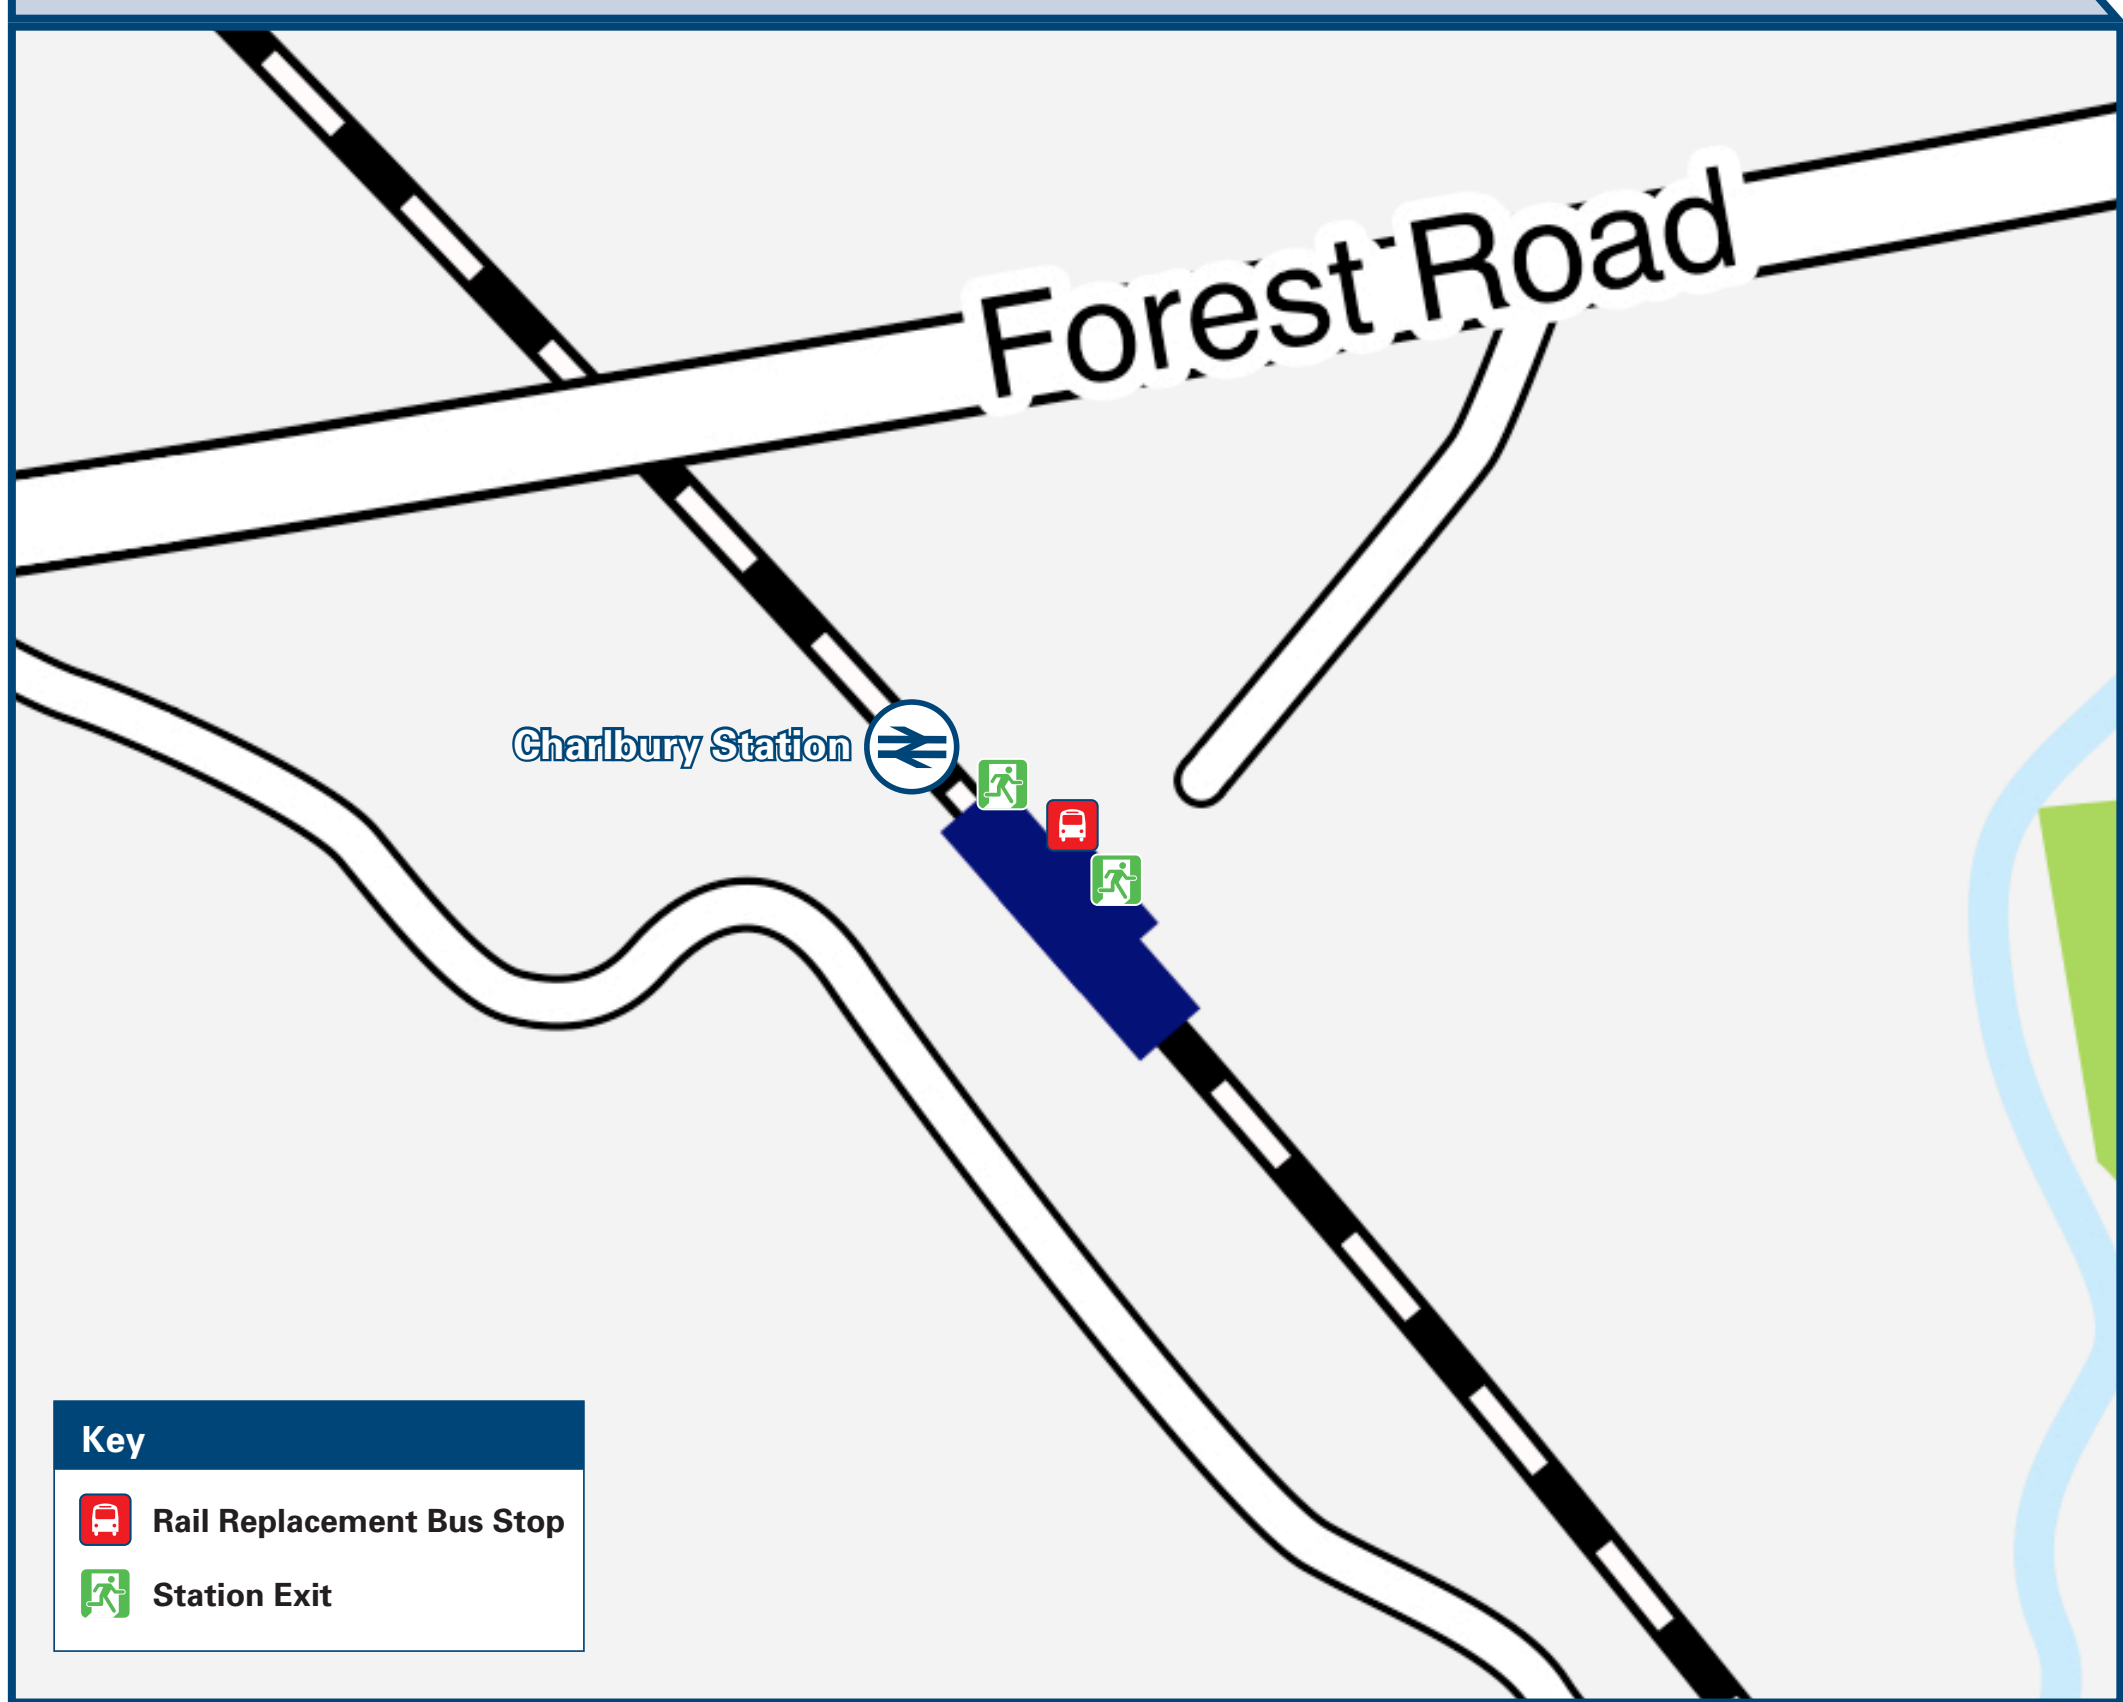 Forest Road
Charlbury Station
Key
Rail Replacement Bus Stop
Station Exit